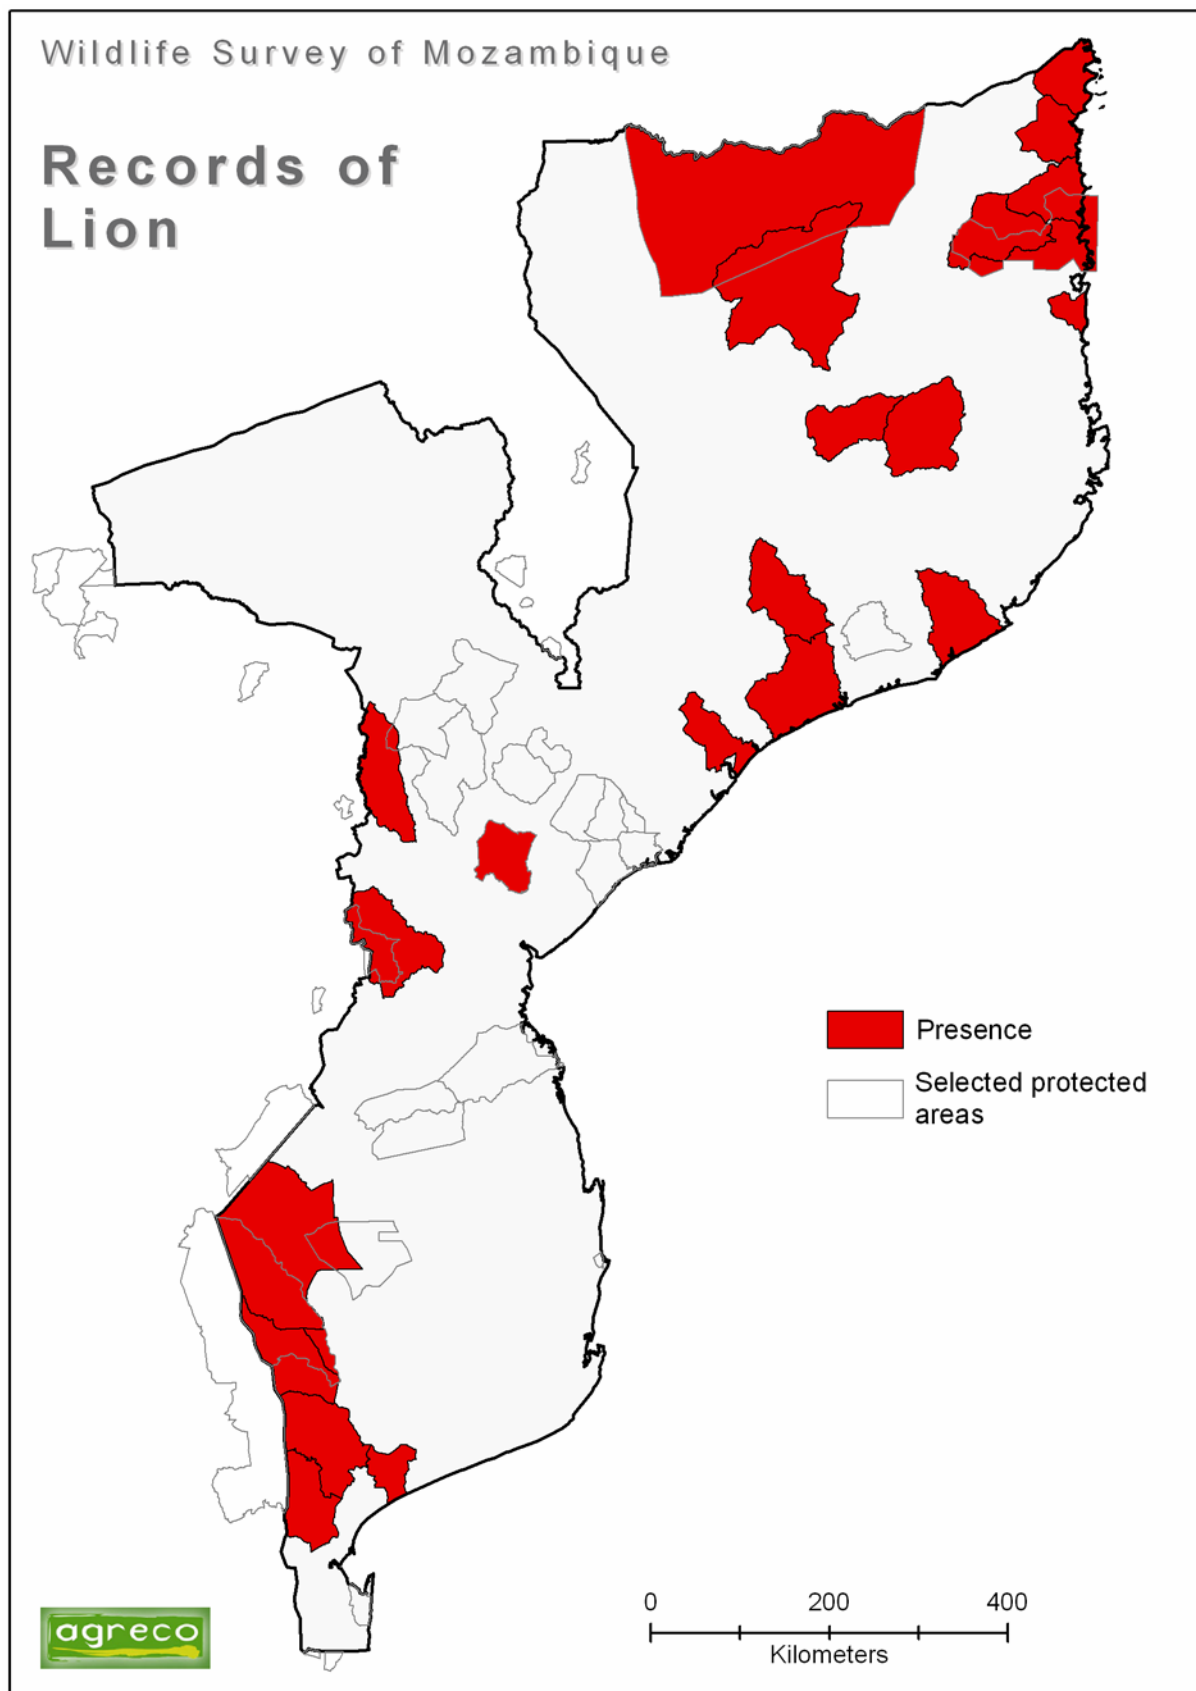 Wildlife Survey of Mozambique
Records of
Lion
Presence
Selected protected
areas
0 200 400
Kilometers
agreco